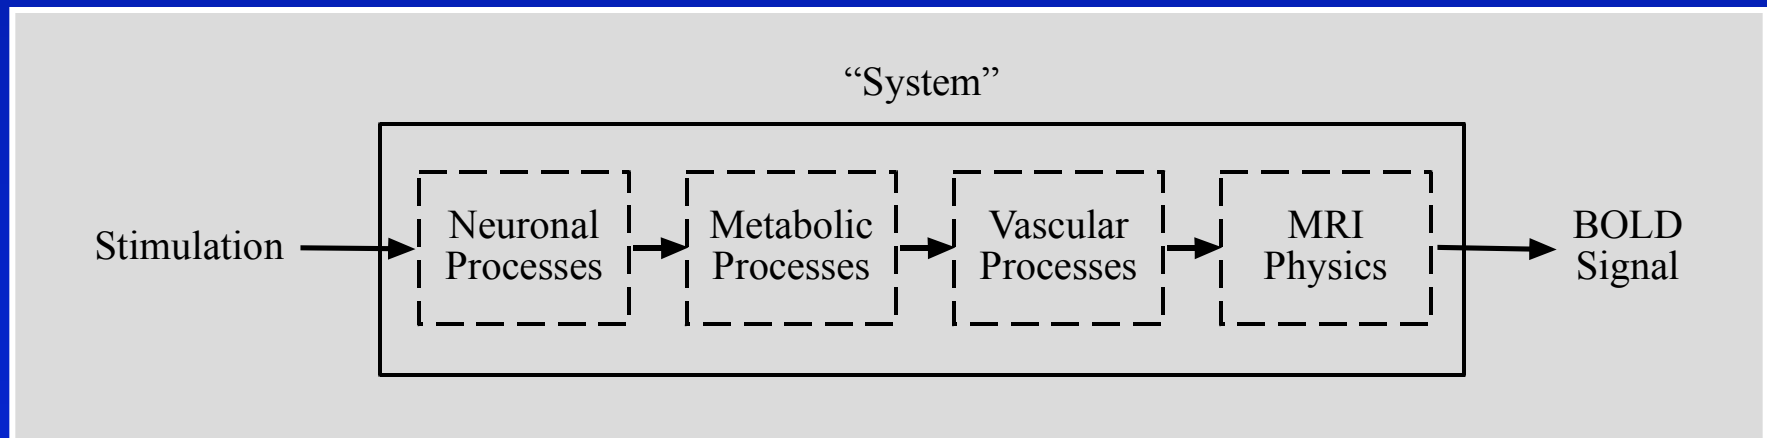 “System”
Stimulation
Neuronal
Processes
Metabolic
Processes
Vascular
Processes
MRI
Physics
BOLD
Signal